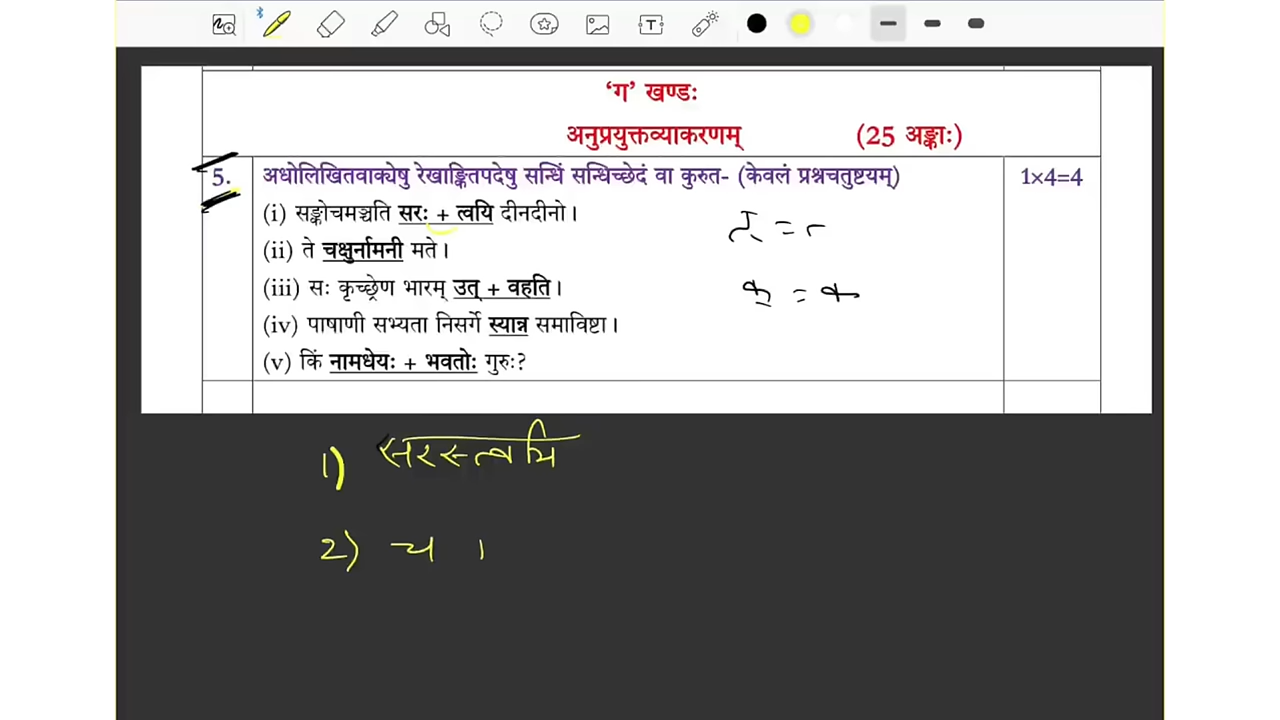 ‘ग’ खण्डः
अनुप्रयुक्तव्याकरणम् (25 अङ्काः)
5. अधोलिखितवाक्येषु रेखाङ्कितपदेषु सन्धिं सन्धिच्छेदं वा कुरुत- (केवलं प्रश्नचतुष्टयम्) 1×4=4
(i) सङ्कोचमञ्चति सरः + त्वयि दीनदीनो।
(ii) ते चक्षुर्नामनी मते।
(iii) सः कृच्छ्रेण भारम् उत् + वहति।
(iv) पाषाणी सभ्यता निसर्गे स्यान्न समाविष्टा।
(v) किं नामधेयः + भवतोः गुरुः?
1) सरस्त्वयि
2) च